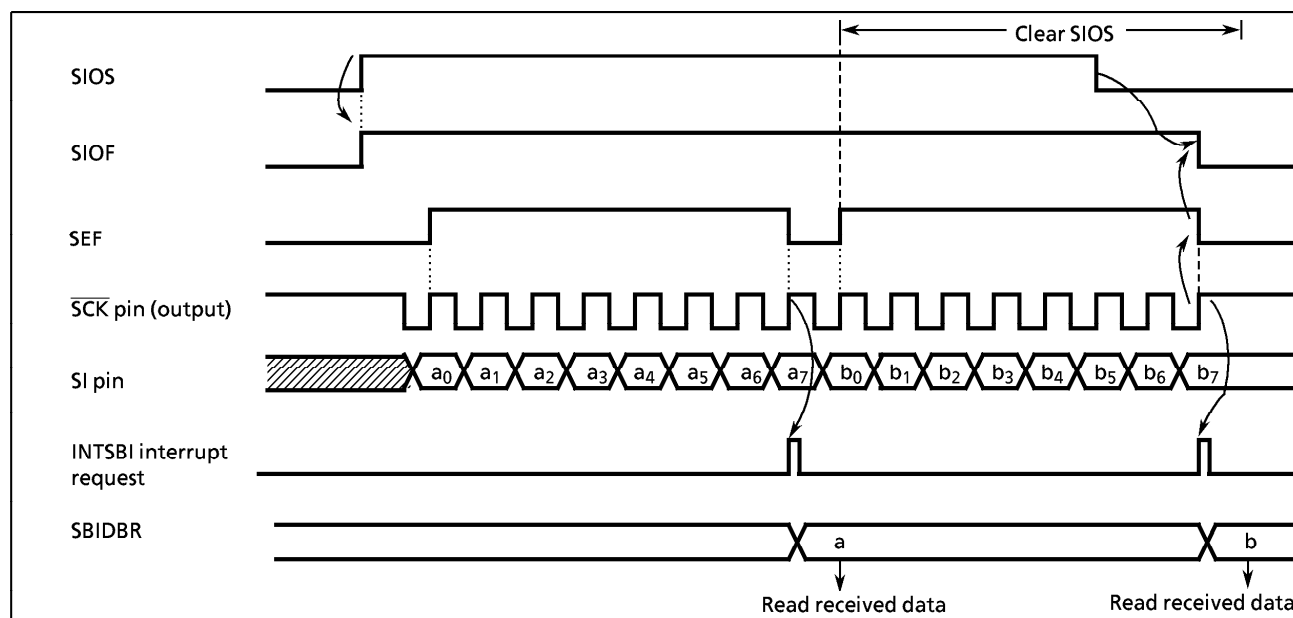 Clear SIOS
SIOS
SIOF
SEF
S̅C̅K̅ pin (output)
SI pin
a₀ a₁ a₂ a₃ a₄ a₅ a₆ a₇ b₀ b₁ b₂ b₃ b₄ b₅ b₆ b₇
INTSBI interrupt
request
SBIDBR
a b
Read received data Read received data